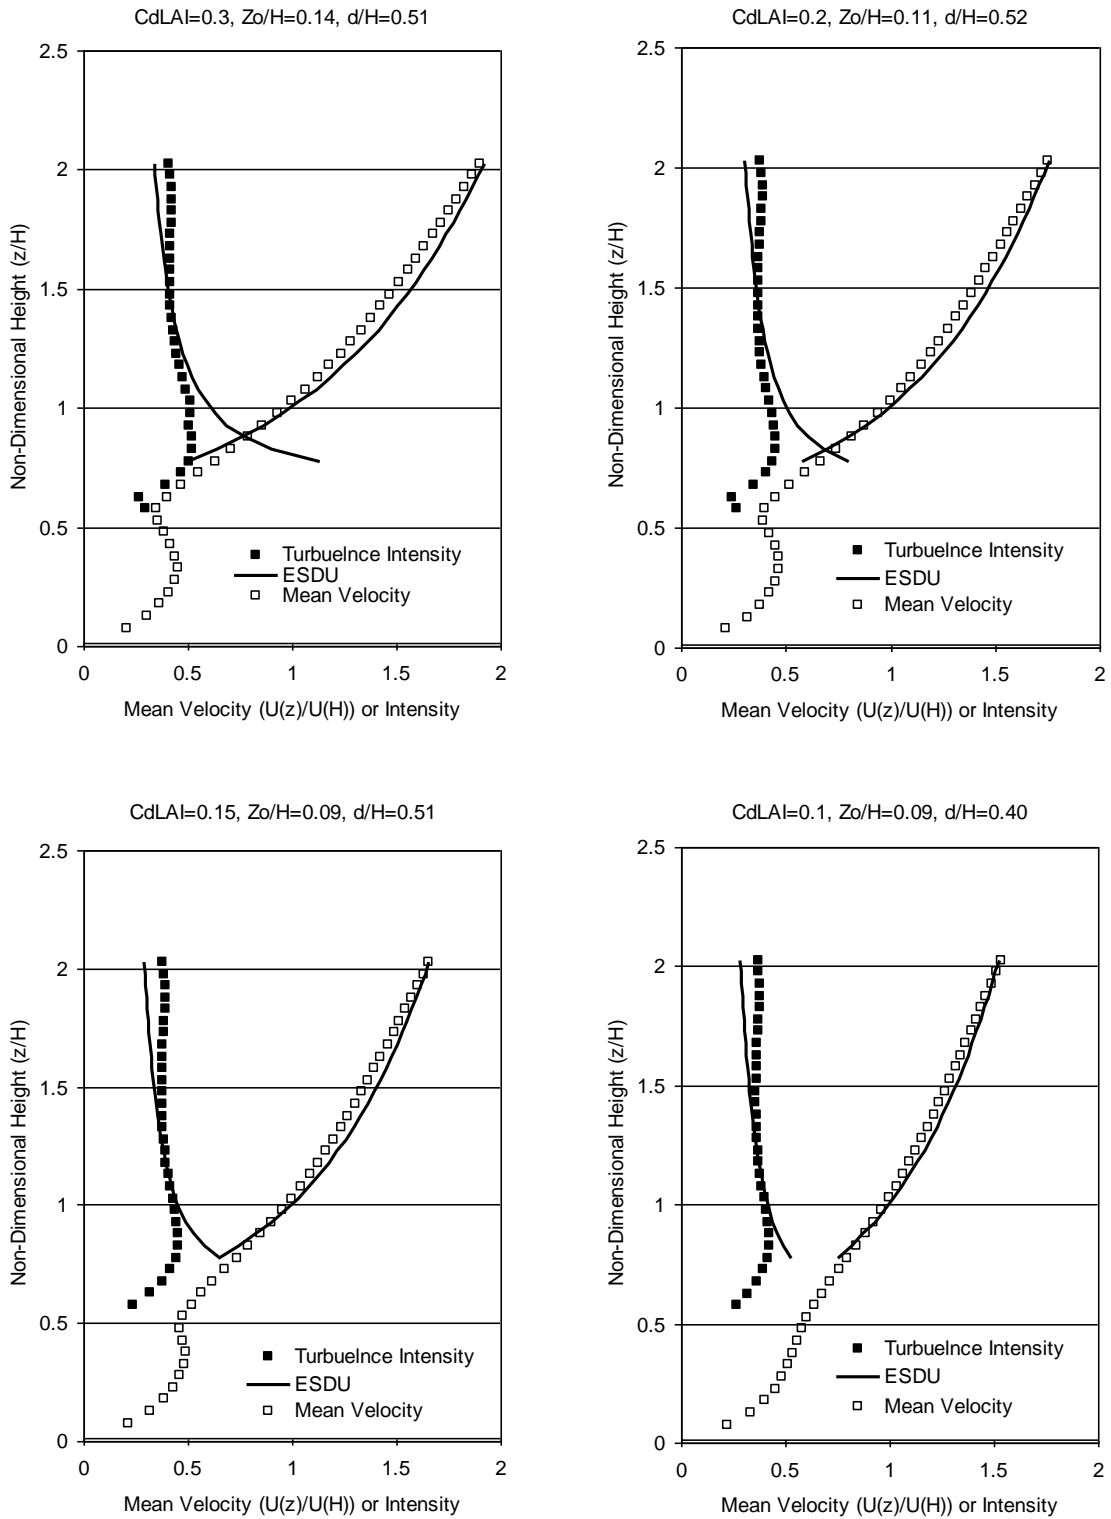 CdLAI=0.3, Zo/H=0.14, d/H=0.51
2.5
2
1.5
1
0.5
0
Non-Dimensional Height (z/H)
Turbuelnce Intensity
ESDU
Mean Velocity
0 0.5 1 1.5 2
Mean Velocity (U(z)/U(H)) or Intensity
CdLAI=0.2, Zo/H=0.11, d/H=0.52
2.5
2
1.5
1
0.5
0
Non-Dimensional Height (z/H)
Turbuelnce Intensity
ESDU
Mean Velocity
0 0.5 1 1.5 2
Mean Velocity (U(z)/U(H)) or Intensity
CdLAI=0.15, Zo/H=0.09, d/H=0.51
2.5
2
1.5
1
0.5
0
Non-Dimensional Height (z/H)
Turbuelnce Intensity
ESDU
Mean Velocity
0 0.5 1 1.5 2
Mean Velocity (U(z)/U(H)) or Intensity
CdLAI=0.1, Zo/H=0.09, d/H=0.40
2.5
2
1.5
1
0.5
0
Non-Dimensional Height (z/H)
Turbuelnce Intensity
ESDU
Mean Velocity
0 0.5 1 1.5 2
Mean Velocity (U(z)/U(H)) or Intensity